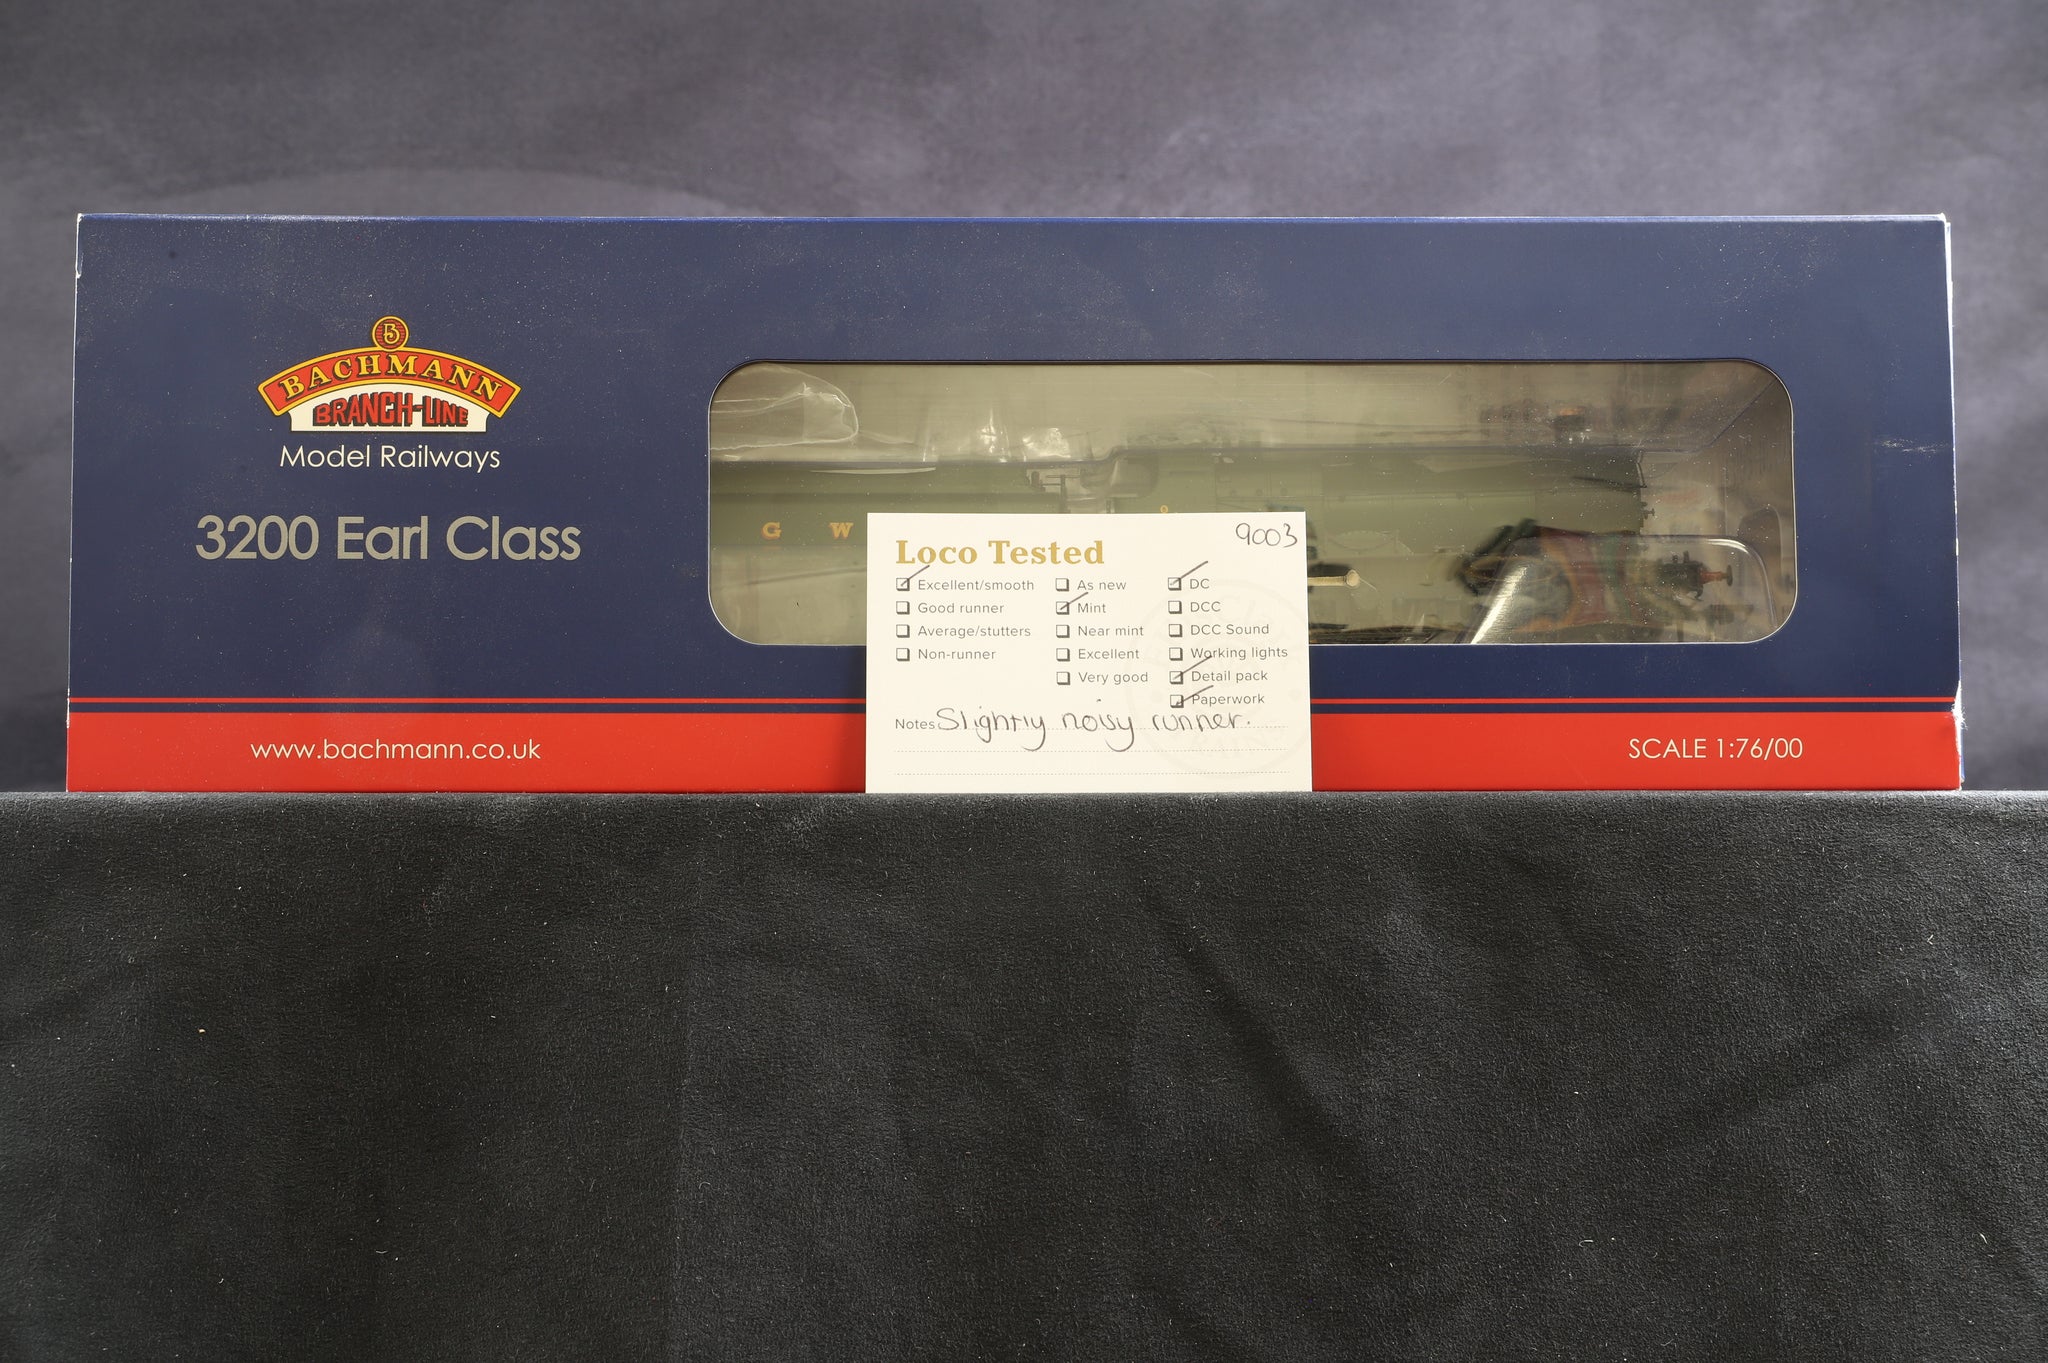 BACHMANN
BRANCH-LINE
Model Railways
3200 Earl Class
www.bachmann.co.uk
G W
9003
Loco Tested
Excellent/smooth
Good runner
Average/stutters
Non-runner
As new
Mint
Near mint
Excellent
Very good
DC
DCC
DCC Sound
Working lights
Detail pack
Paperwork
Notes Slightly noisy runner.
SCALE 1:76/00